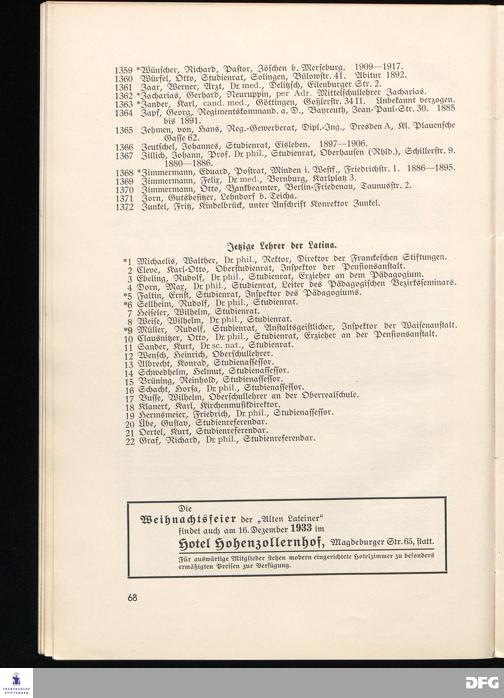 1359 *Wünscher, Richard, Pastor, Zöschen b. Merseburg. 1909—1917.
1360 Würfel, Otto, Studienrat, Solingen, Bülowstr. 41. Abitur 1892.
1361 Zaar, Werner, Arzt, Dr. med., Delitzsch, Eilenburger Str. 2.
1362 *Zacharias, Gerhard, Neuruppin, per Adr. Mittelschullehrer Zacharias.
1363 *Zander, Karl, cand. med., Göttingen, Goßlerstr. 34 II. Unbekannt verzogen.
1364 Zapf, Georg, Regimentskommand. a. D., Bayreuth, Jean-Paul-Str. 30. 1885
bis 1891.
1365 Zehmen, von, Hans, Reg.-Gewerberat, Dipl.-Ing., Dresden A, Kl. Plauensche
Gasse 62.
1366 Zeutschel, Johannes, Studienrat, Eisleben. 1897—1906.
1367 Zillich, Johann, Prof. Dr. phil., Studienrat, Oberhausen (Rhld.), Schillerstr. 9.
1880—1886.
1368 *Zimmermann, Eduard, Postrat, Minden i. Westf., Friedrichstr. 1. 1886—1895.
1369 Zimmermann, Felix, Dr. med., Bernburg, Karlplatz 3.
1370 Zimmermann, Otto, Bankbeamter, Berlin-Friedenau, Taunusstr. 2.
1371 Zorn, Gutsbesitzer, Lehndorf b. Teicha.
1372 Zunkel, Fritz, Kindelbrück, unter Anschrift Konrektor Zunkel.
Jetzige Lehrer der Latina.
*1 Michaelis, Walther, Dr. phil., Rektor, Direktor der Franckeschen Stiftungen.
2 Cleve, Karl-Otto, Oberstudienrat, Inspektor der Pensionsanstalt.
3 Ebeling, Rudolf, Dr. phil., Studienrat, Erzieher an dem Pädagogium.
4 Dorn, Max, Dr. phil., Studienrat, Leiter des Pädagogischen Bezirksseminars.
*5 Faltin, Ernst, Studienrat, Inspektor des Pädagogiums.
*6 Sellheim, Rudolf, Dr. phil., Studienrat.
7 Heiseler, Wilhelm, Studienrat.
8 Weise, Wilhelm, Dr. phil., Studienrat.
*9 Müller, Rudolf, Studienrat, Anstaltsgeistlicher, Inspektor der Waisenanstalt.
10 Clausnitzer, Otto, Dr. phil., Studienrat, Erzieher an der Pensionsanstalt.
11 Sander, Kurt, Dr. sc. nat., Studienrat.
12 Wensch, Heinrich, Oberschullehrer.
13 Albrecht, Konrad, Studienassessor.
14 Schwedhelm, Helmut, Studienassessor.
15 Brüning, Reinhold, Studienassessor.
16 Schacht, Horsa, Dr. phil., Studienassessor.
17 Busse, Wilhelm, Oberschullehrer an der Oberrealschule.
18 Klanert, Karl, Kirchenmusikdirektor.
19 Hermsmeier, Friedrich, Dr. phil., Studienassessor.
20 Übe, Gustav, Studienreferendar.
21 Oertel, Kurt, Studienreferendar.
22 Graf, Richard, Dr. phil., Studienreferendar.
Die
Weihnachtsfeier der „Alten Lateiner“
findet auch am 16. Dezember 1933 im
Hotel Hohenzollernhof, Magdeburger Str. 65, statt.
Für auswärtige Mitglieder stehen modern eingerichtete Hotelzimmer zu besonders
ermäßigten Preisen zur Verfügung.
68
FRANCKESCHE
STIFTUNGEN
DFG